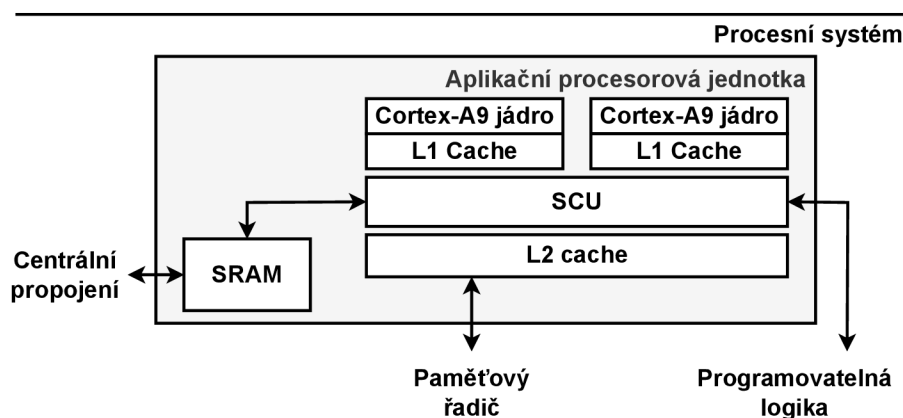 Procesní systém
Aplikační procesorová jednotka
Cortex-A9 jádro
L1 Cache
Cortex-A9 jádro
L1 Cache
SCU
L2 cache
SRAM
Centrální
propojení
Paměťový
řadič
Programovatelná
logika